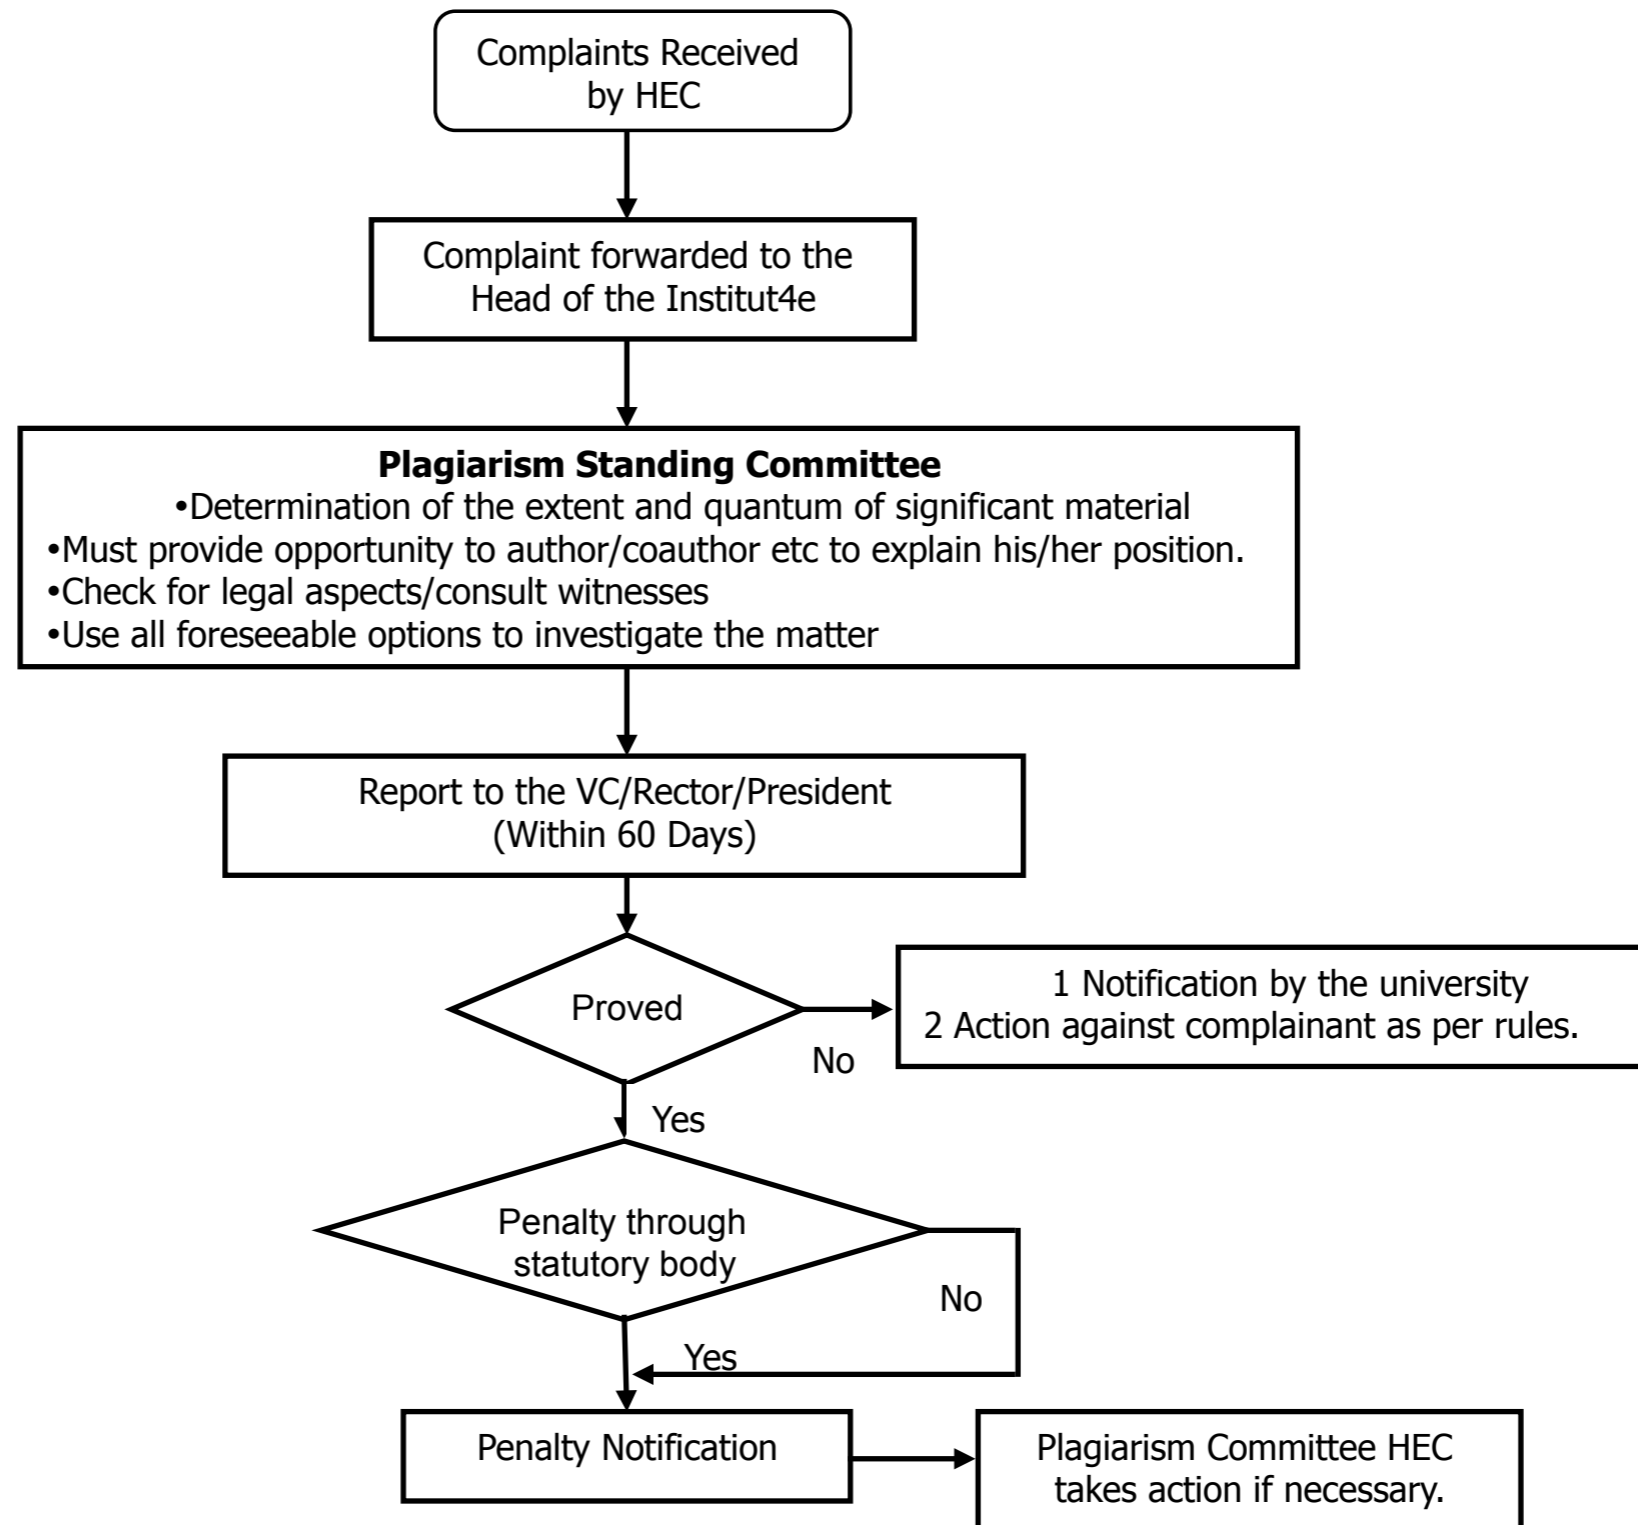 Complaints Received
by HEC
Complaint forwarded to the
Head of the Institut4e
Plagiarism Standing Committee
•Determination of the extent and quantum of significant material
•Must provide opportunity to author/coauthor etc to explain his/her position.
•Check for legal aspects/consult witnesses
•Use all foreseeable options to investigate the matter
Report to the VC/Rector/President
(Within 60 Days)
Proved
No
1 Notification by the university
2 Action against complainant as per rules.
Yes
Penalty through
statutory body
No
Yes
Penalty Notification
Plagiarism Committee HEC
takes action if necessary.